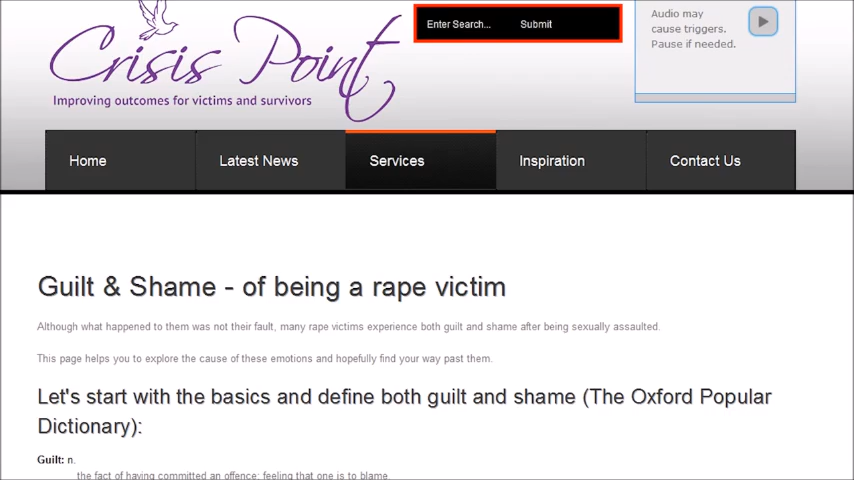 Enter Search...
Submit
Audio may
cause triggers.
Pause if needed.
Crisis Point
Improving outcomes for victims and survivors
Home
Latest News
Services
Inspiration
Contact Us
Guilt & Shame - of being a rape victim
Although what happened to them was not their fault, many rape victims experience both guilt and shame after being sexually assaulted.
This page helps you to explore the cause of these emotions and hopefully find your way past them.
Let's start with the basics and define both guilt and shame (The Oxford Popular
Dictionary):
Guilt: n.
the fact of having committed an offence; feeling that one is to blame.